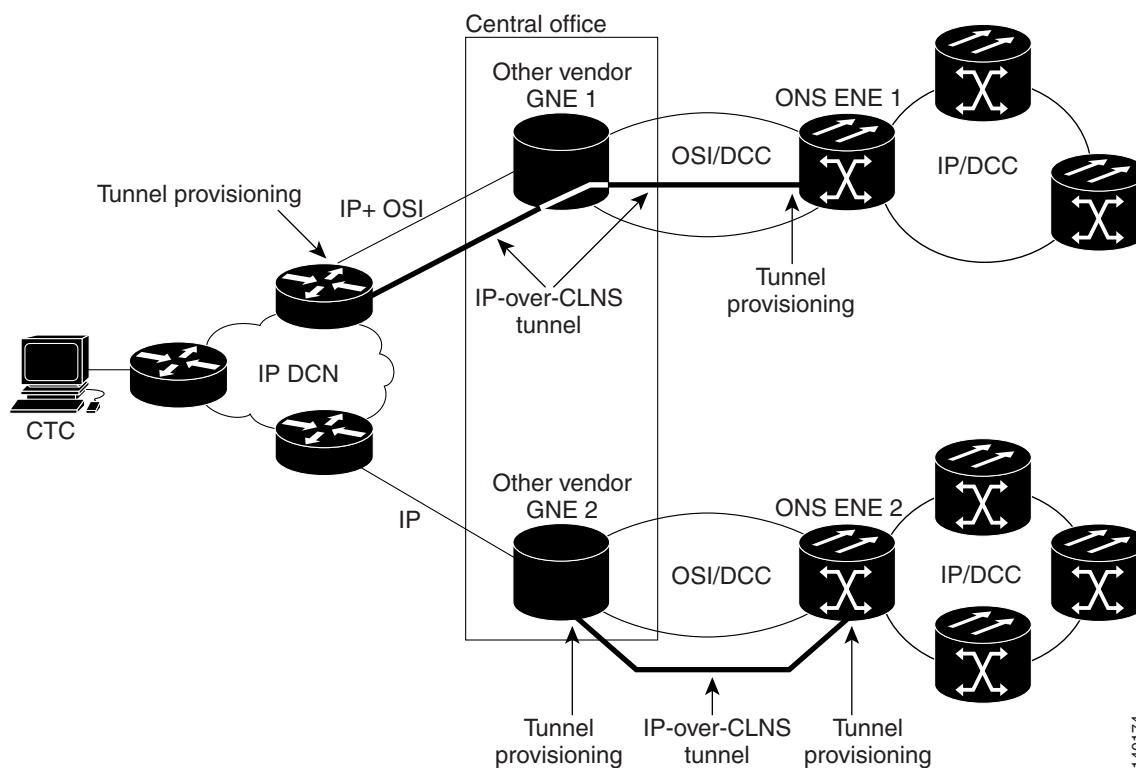 Central office
Other vendor
GNE 1
ONS ENE 1
OSI/DCC
IP/DCC
Tunnel provisioning
IP+ OSI
IP-over-CLNS
tunnel
Tunnel
provisioning
IP DCN
CTC
Other vendor
GNE 2
ONS ENE 2
IP
OSI/DCC
IP/DCC
Tunnel
provisioning
IP-over-CLNS
tunnel
Tunnel
provisioning